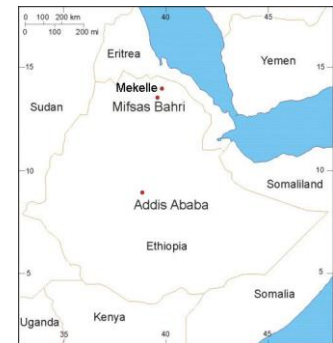 0 100 200 km
0 100 200 mi
40
45
Eritrea
Yemen
15
15
Mekelle
Sudan
Mifsas Bahri
10
10
Somaliland
Addis Ababa
Ethiopia
5
5
Somalia
Kenya
Uganda
35
40
45